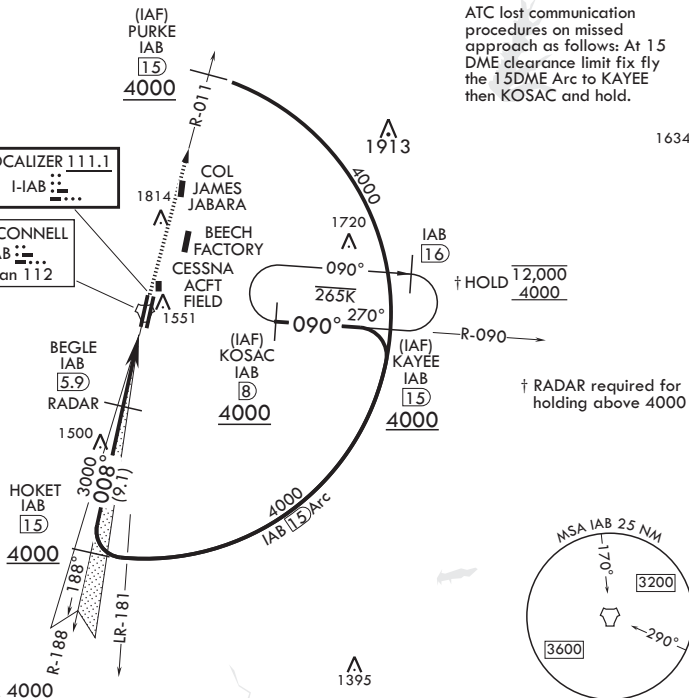 (IAF)
PURKE
IAB
15
4000
R-011
ATC lost communication
procedures on missed
approach as follows: At 15
DME clearance limit fix fly
the 15DME Arc to KAYEE
then KOSAC and hold.
1913
1634
4000
OCALIZER 111.1
I-IAB
1814
COL
JAMES
JABARA
1720
BEECH
FACTORY
CONNELL
AB
an 112
CESSNA
ACFT
FIELD
1551
IAB
16
090°
265K
090°
270°
† HOLD 12,000
4000
R-090
(IAF)
KOSAC
IAB
8
4000
(IAF)
KAYEE
IAB
15
4000
BEGLE
IAB
5.9
RADAR
† RADAR required for
holding above 4000
1500
3000
008°
(9.1)
HOKET
IAB
15
4000
4000
IAB 15 Arc
188°
R-188
LR-181
MSA IAB 25 NM
170°
3200
290°
3600
4000
1395